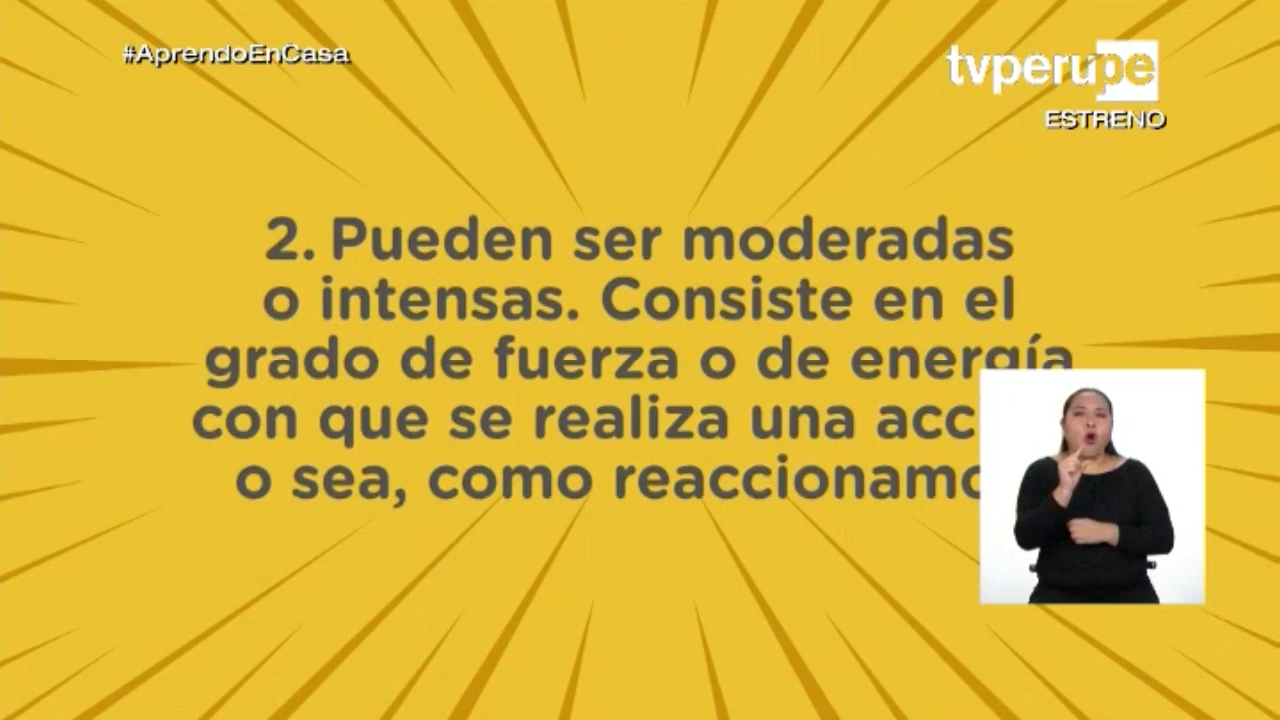 #AprendoEnCasa
tvperupe
ESTRENO
2. Pueden ser moderadas
o intensas. Consiste en el
grado de fuerza o de energía
con que se realiza una
o sea, como